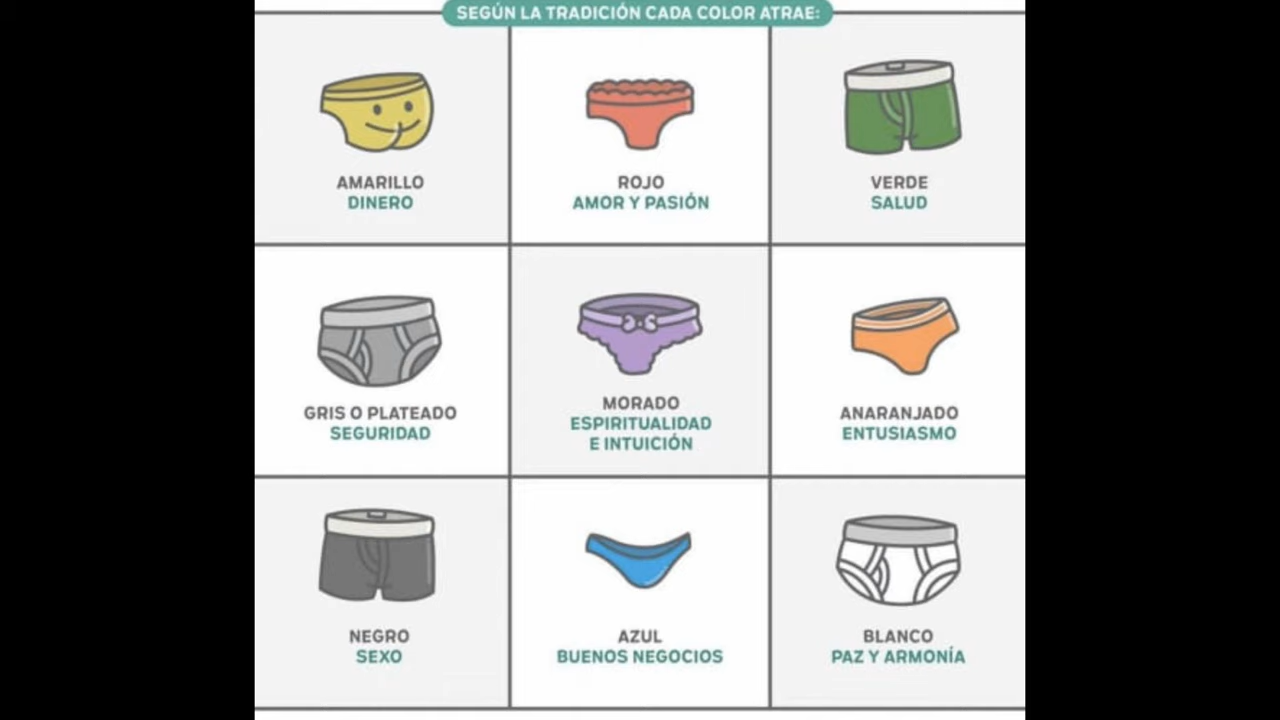 SEGÚN LA TRADICIÓN CADA COLOR ATRAE:
AMARILLO
DINERO
ROJO
AMOR Y PASIÓN
VERDE
SALUD
GRIS O PLATEADO
SEGURIDAD
MORADO
ESPIRITUALIDAD
E INTUICIÓN
ANARANJADO
ENTUSIASMO
NEGRO
SEXO
AZUL
BUENOS NEGOCIOS
BLANCO
PAZ Y ARMONÍA